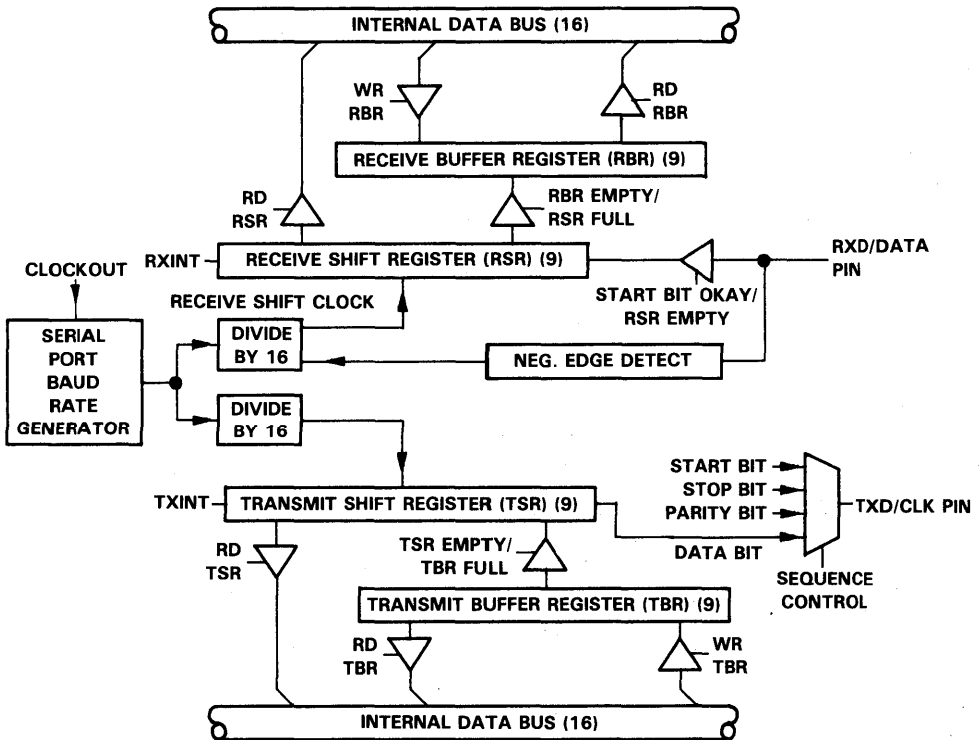 INTERNAL DATA BUS (16)
WR
RBR
RD
RBR
RECEIVE BUFFER REGISTER (RBR) (9)
RD
RSR
RBR EMPTY/
RSR FULL
RXINT
RECEIVE SHIFT REGISTER (RSR) (9)
RXD/DATA
PIN
CLOCKOUT
START BIT OKAY/
RSR EMPTY
RECEIVE SHIFT CLOCK
SERIAL
PORT
BAUD
RATE
GENERATOR
DIVIDE
BY 16
NEG. EDGE DETECT
DIVIDE
BY 16
START BIT
STOP BIT
PARITY BIT
DATA BIT
TXD/CLK PIN
SEQUENCE
CONTROL
TXINT
TRANSMIT SHIFT REGISTER (TSR) (9)
RD
TSR
TSR EMPTY/
TBR FULL
TRANSMIT BUFFER REGISTER (TBR) (9)
RD
TBR
WR
TBR
INTERNAL DATA BUS (16)